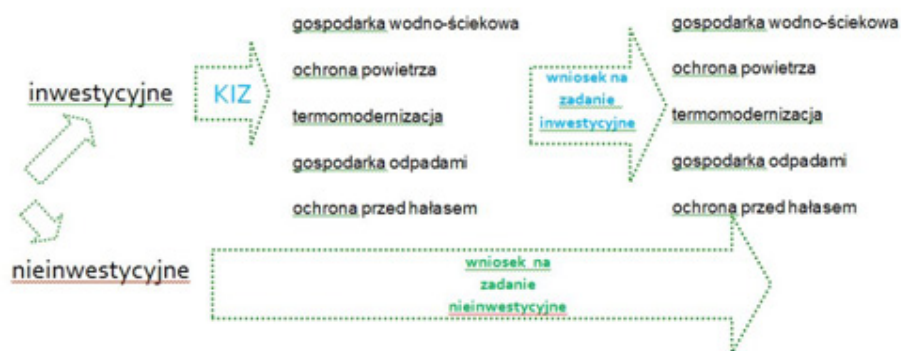 gospodarka wodno-ściekowa
ochrona powietrza
termomodernizacja
gospodarka odpadami
ochrona przed hałasem
inwestycyjne
KIZ
wniosek na
zadanie
inwestycyjne
gospodarka wodno-ściekowa
ochrona powietrza
termomodernizacja
gospodarka odpadami
ochrona przed hałasem
nieinwestycyjne
wniosek na
zadanie
nieinwestycyjne